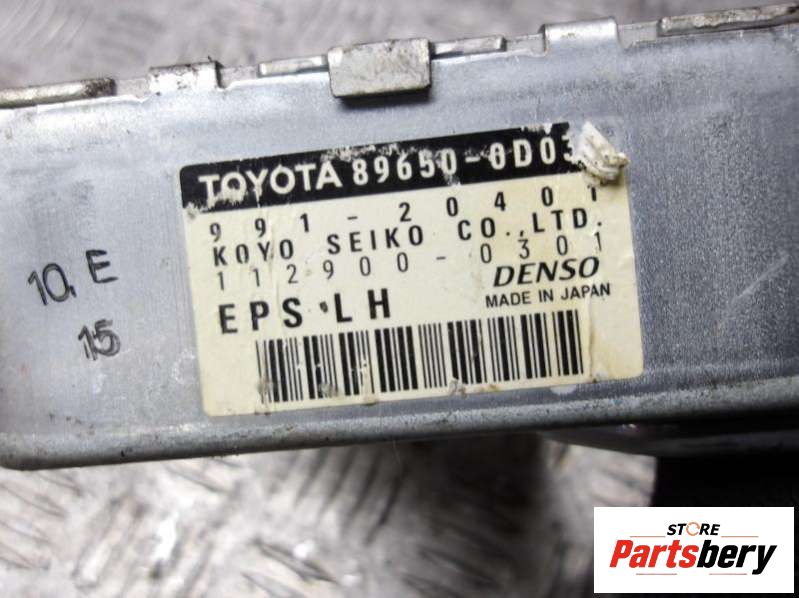 TOYOTA 89650-0D03
991-20401
KOYO SEIKO CO.,LTD.
112900-0301
DENSO
EPS LH
MADE IN JAPAN
10.E
15
STORE
Partsbery